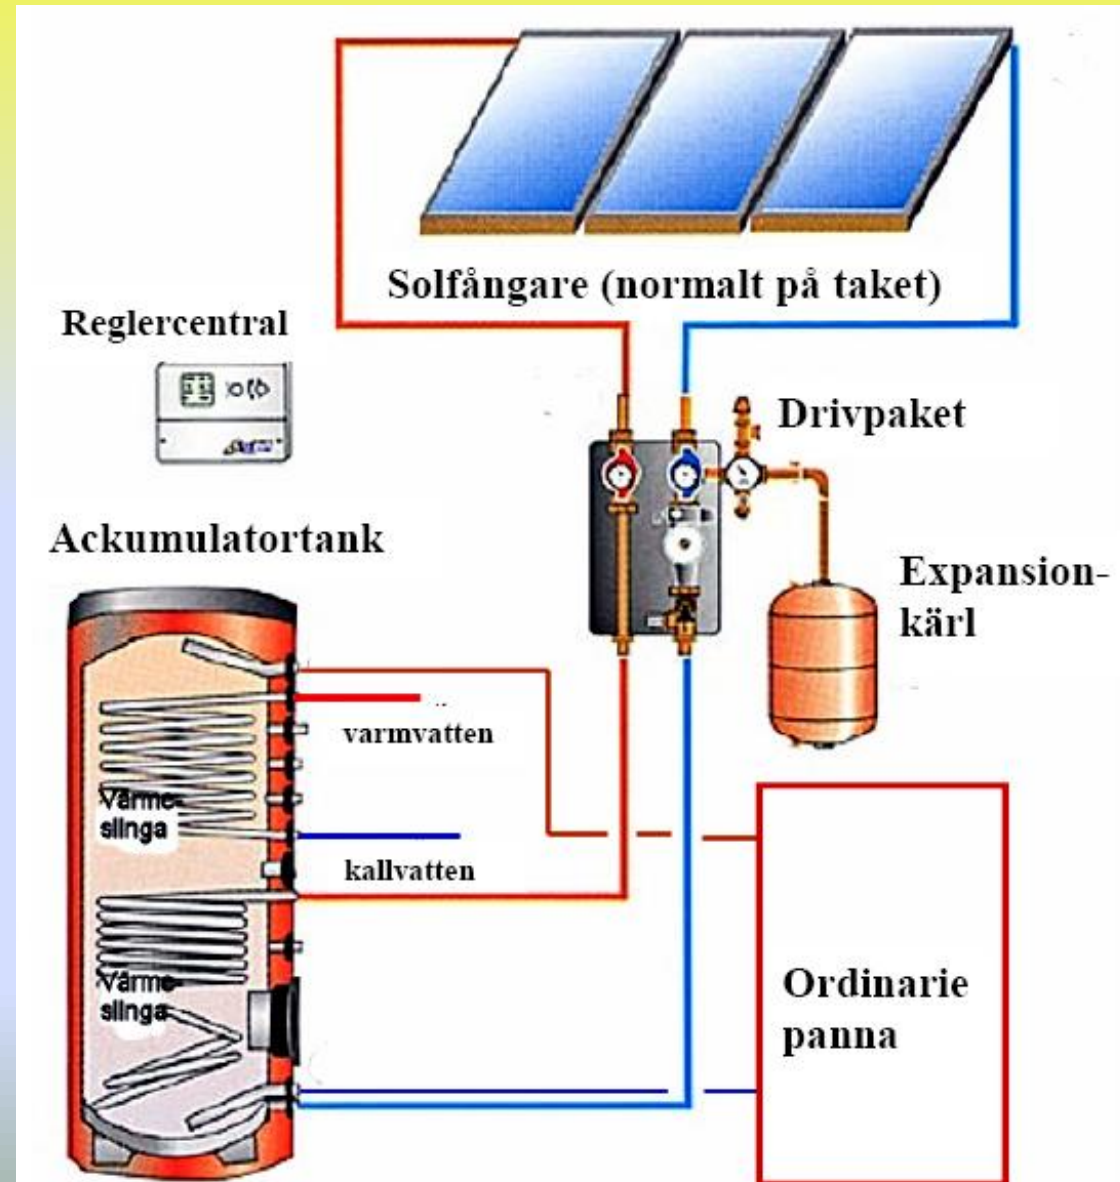 Solfångare (normalt på taket)
Reglercentral
Drivpaket
Ackumulatortank
Expansion-
kärl
varmvatten
Värme-
slinga
kallvatten
Värme-
slinga
Ordinarie
panna